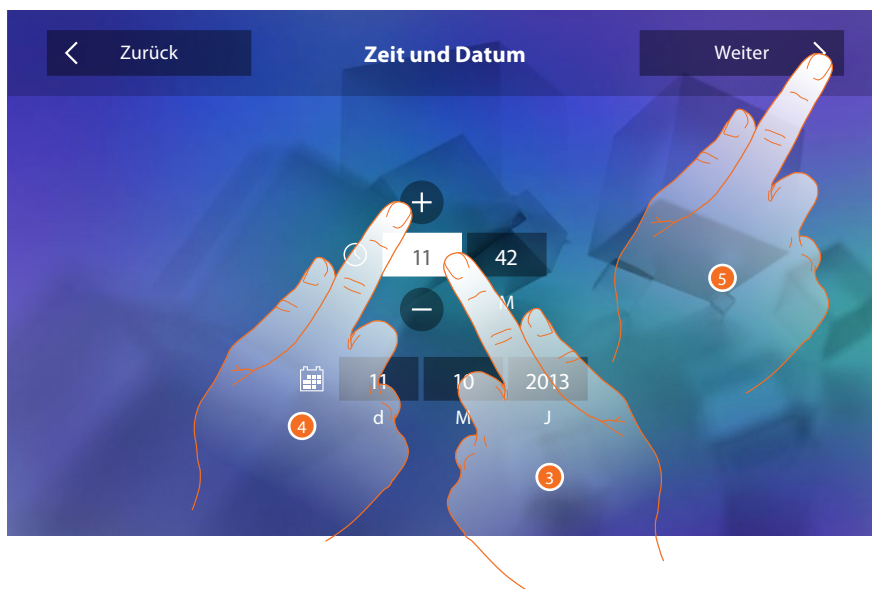 Zurück
Zeit und Datum
Weiter
+
11 42
−
M
11 10 2013
d M J
5
4
3